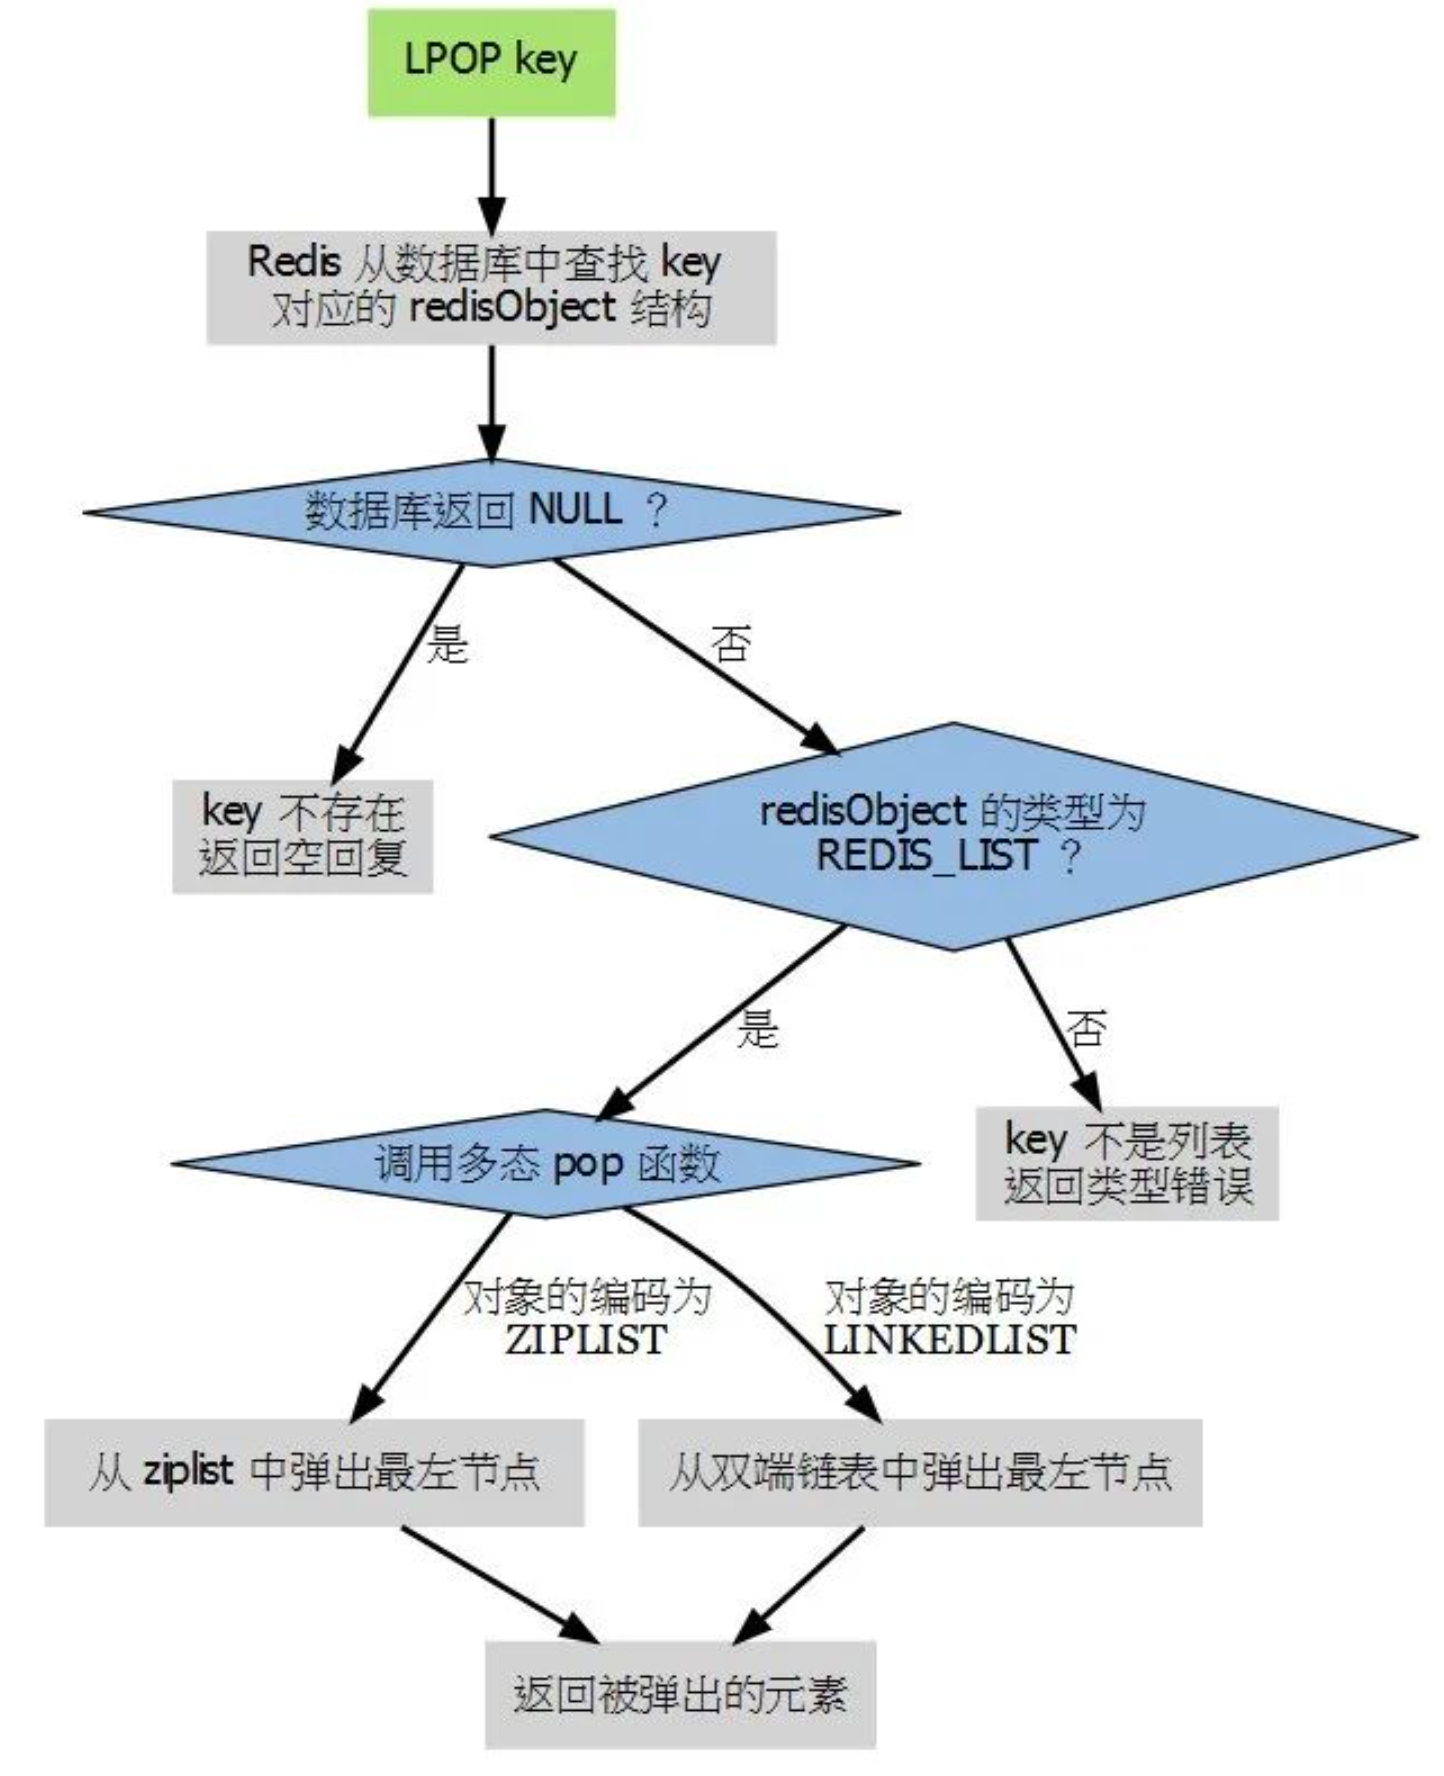 LPOP key
Redis 从数据库中查找 key
对应的 redisObject 结构
数据库返回 NULL ？
是
否
key 不存在
返回空回复
redisObject 的类型为
REDIS_LIST ？
是
否
调用多态 pop 函数
key 不是列表
返回类型错误
对象的编码为
ZIPLIST
对象的编码为
LINKEDLIST
从 ziplist 中弹出最左节点
从双端链表中弹出最左节点
返回被弹出的元素